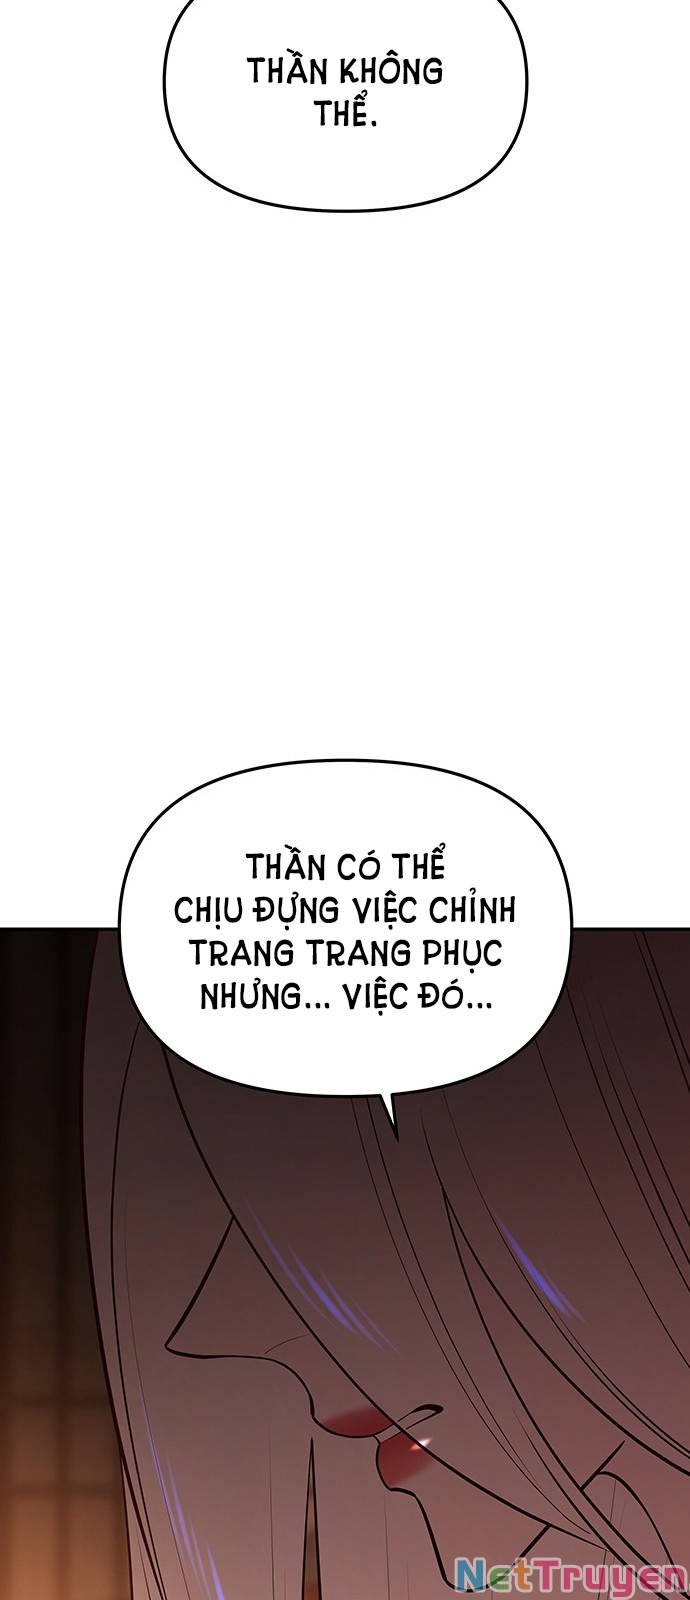 THẦN KHÔNG
THỂ.
THẦN CÓ THỂ
CHỊU ĐỰNG VIỆC CHỈNH
TRANG TRANG PHỤC
NHƯNG... VIỆC ĐÓ...
NetTruyen